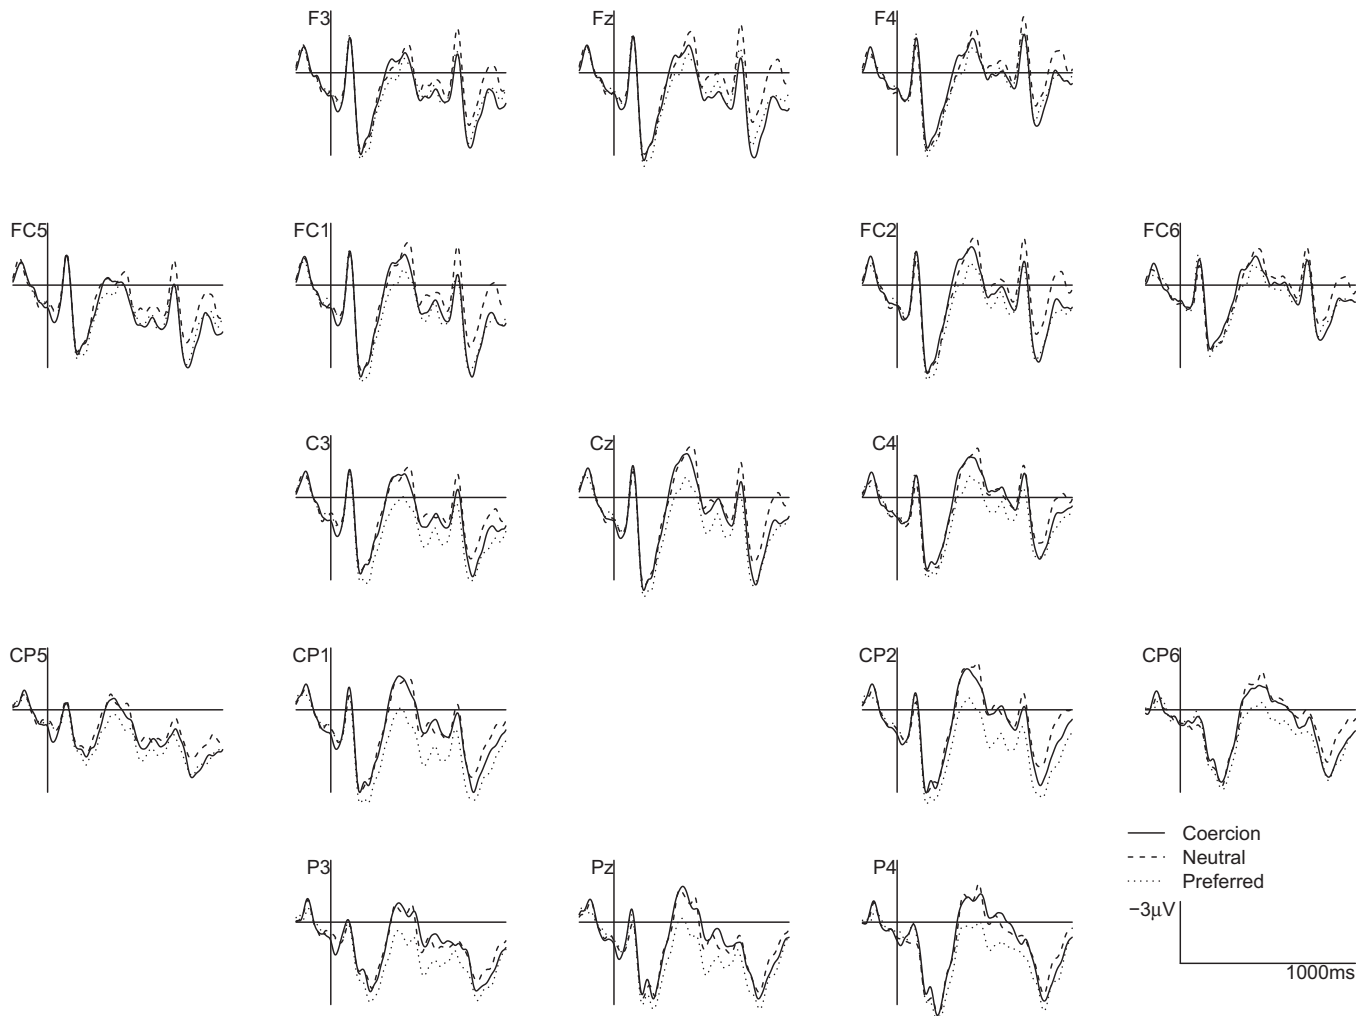 F3 Fz F4
FC5 FC1 FC2 FC6
C3 Cz C4
CP5 CP1 CP2 CP6
P3 Pz P4
Coercion
Neutral
Preferred
−3μV
1000ms